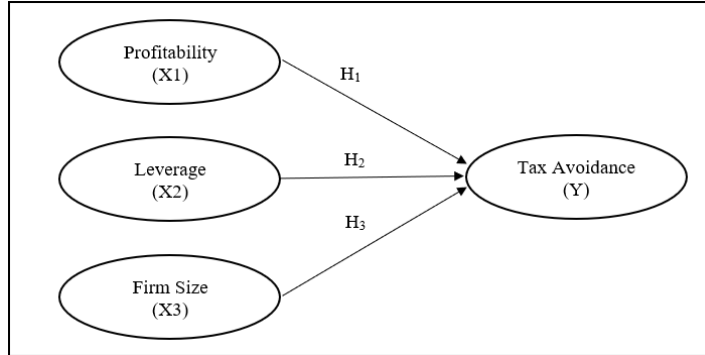 Profitability
(X1)
H₁
Leverage
(X2)
H₂
Tax Avoidance
(Y)
H₃
Firm Size
(X3)